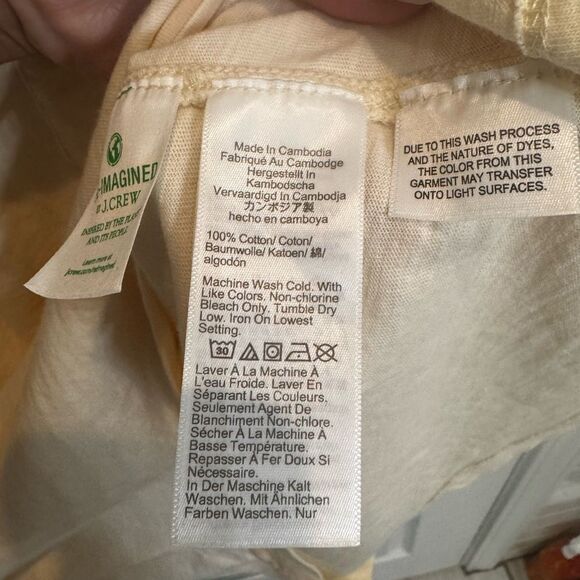 IMAGINED
J.CREW
INSPIRED BY THE
AND ITS PEOPLE.
Learn more at
Made In Cambodia
Fabriqué Au Cambodge
Hergestellt In
Kambodscha
Vervaardigd In Cambodja
カンボジア製
hecho en camboya
100% Cotton/ Coton/
Baumwolle/ Katoen/ 綿/
algodón
Machine Wash Cold. With
Like Colors. Non-chlorine
Bleach Only. Tumble Dry
Low. Iron On Lowest
Setting.
30
Laver À La Machine À
L'eau Froide. Laver En
Séparant Les Couleurs.
Seulement Agent De
Blanchiment Non-chlore.
Sécher À La Machine À
Basse Température.
Repasser À Fer Doux Si
Nécessaire.
In Der Maschine Kalt
Waschen. Mit Ähnlichen
Farben Waschen. Nur
DUE TO THIS WASH PROCESS
AND THE NATURE OF DYES,
THE COLOR FROM THIS
GARMENT MAY TRANSFER
ONTO LIGHT SURFACES.